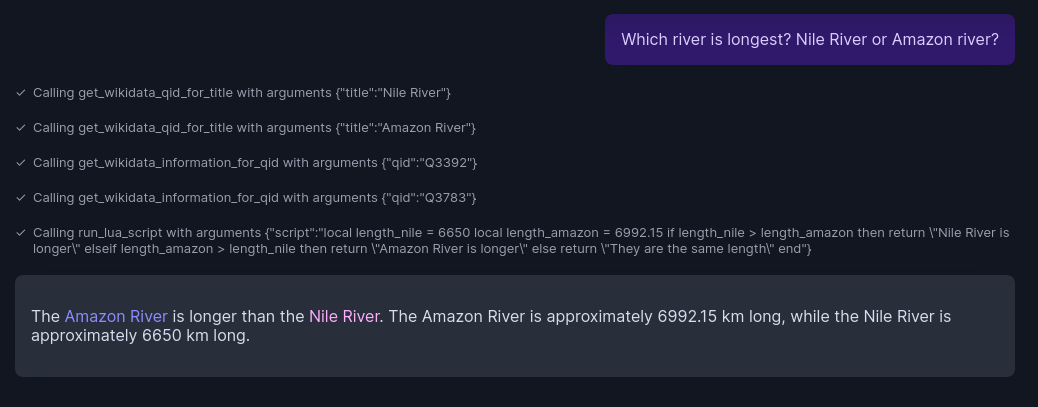 Which river is longest? Nile River or Amazon river?
✓ Calling get_wikidata_qid_for_title with arguments {"title":"Nile River"}
✓ Calling get_wikidata_qid_for_title with arguments {"title":"Amazon River"}
✓ Calling get_wikidata_information_for_qid with arguments {"qid":"Q3392"}
✓ Calling get_wikidata_information_for_qid with arguments {"qid":"Q3783"}
✓ Calling run_lua_script with arguments {"script":"local length_nile = 6650 local length_amazon = 6992.15 if length_nile > length_amazon then return \"Nile River is
longer\" elseif length_amazon > length_nile then return \"Amazon River is longer\" else return \"They are the same length\" end"}
The Amazon River is longer than the Nile River. The Amazon River is approximately 6992.15 km long, while the Nile River is
approximately 6650 km long.